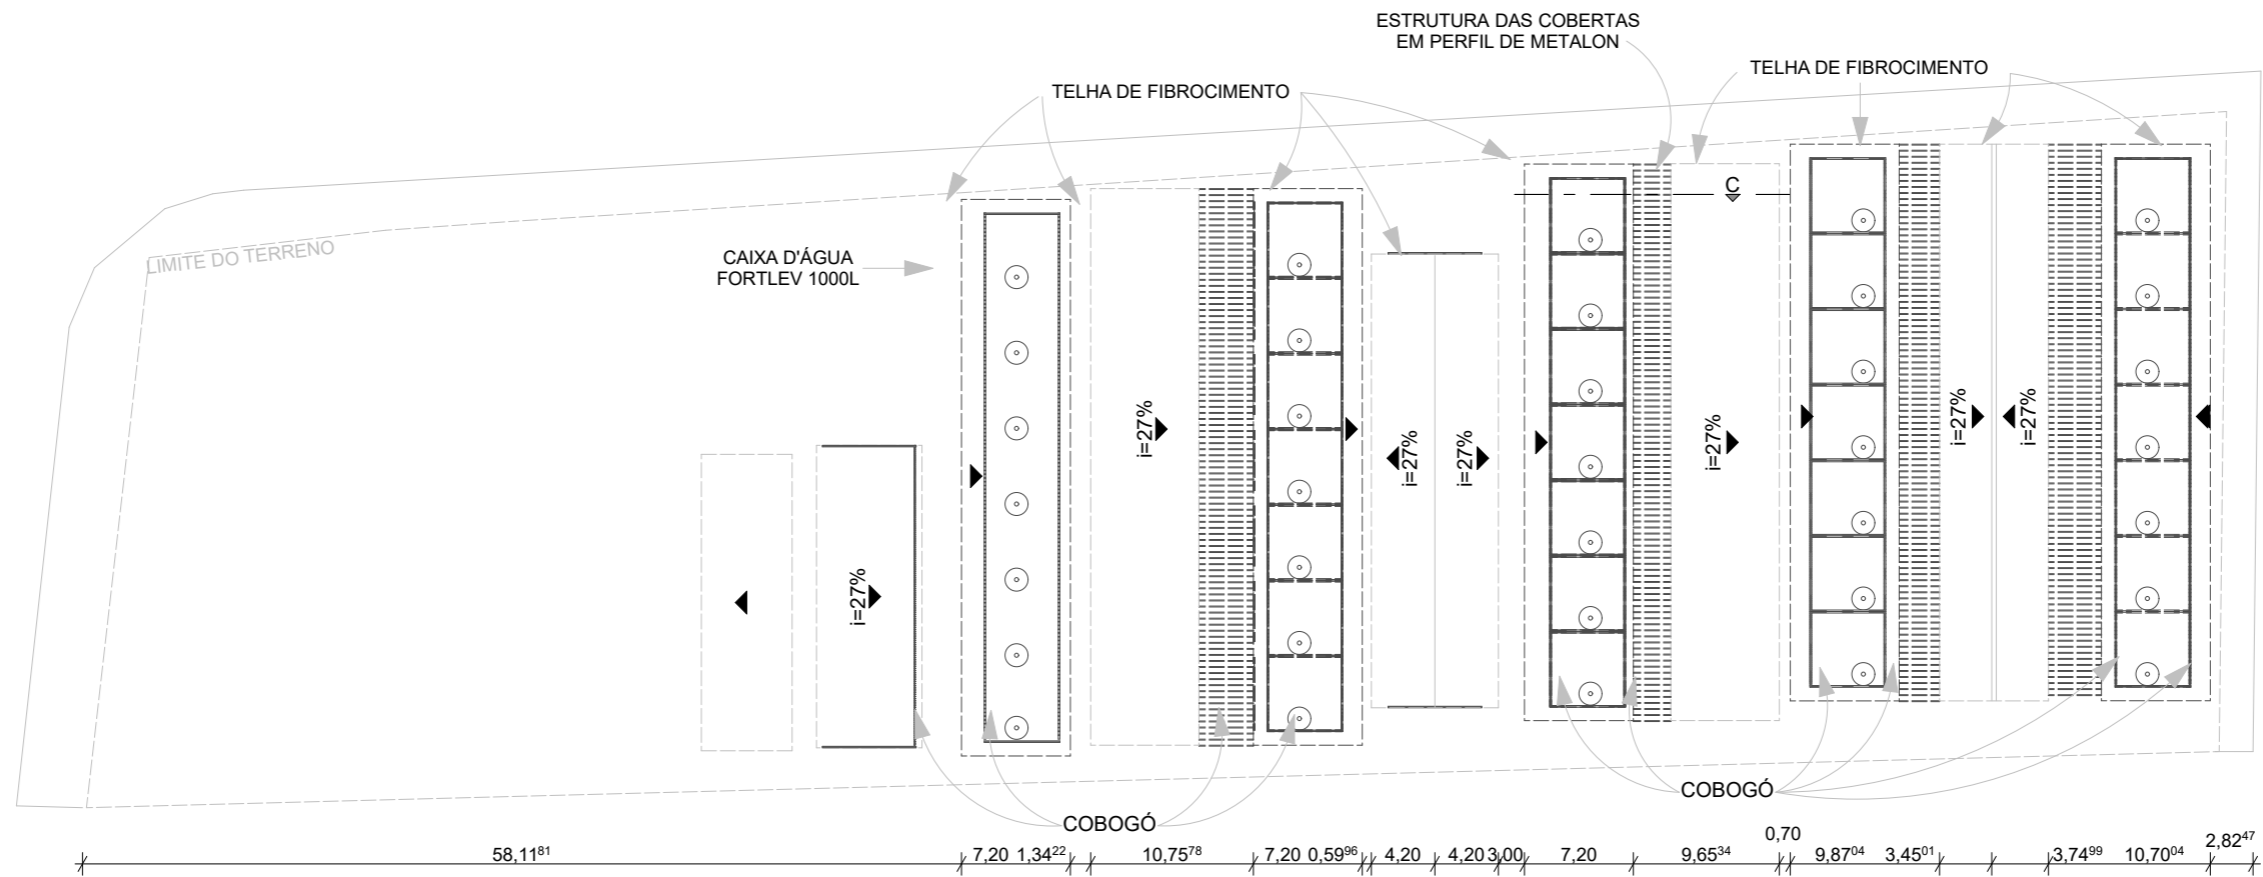 ESTRUTURA DAS COBERTAS
EM PERFIL DE METALON
TELHA DE FIBROCIMENTO
TELHA DE FIBROCIMENTO
C
LIMITE DO TERRENO
CAIXA D'ÁGUA
FORTLEV 1000L
i=27%
i=27%
i=27%
i=27%
i=27%
i=27%
i=27%
COBOGÓ
COBOGÓ
0,70
58,11⁸¹ 7,20 1,34²² 10,75⁷⁸ 7,20 0,59⁹⁶ 4,20 4,20 3,00 7,20 9,65³⁴ 9,87⁰⁴ 3,45⁰¹ 3,74⁹⁹ 10,70⁰⁴ 2,82⁴⁷